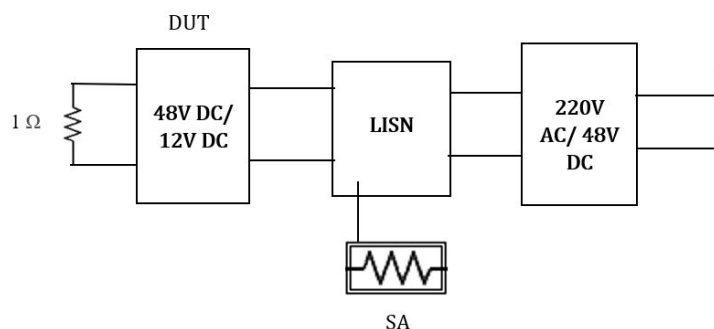 DUT
1 Ω
48V DC/
12V DC
LISN
220V
AC/ 48V
DC
SA